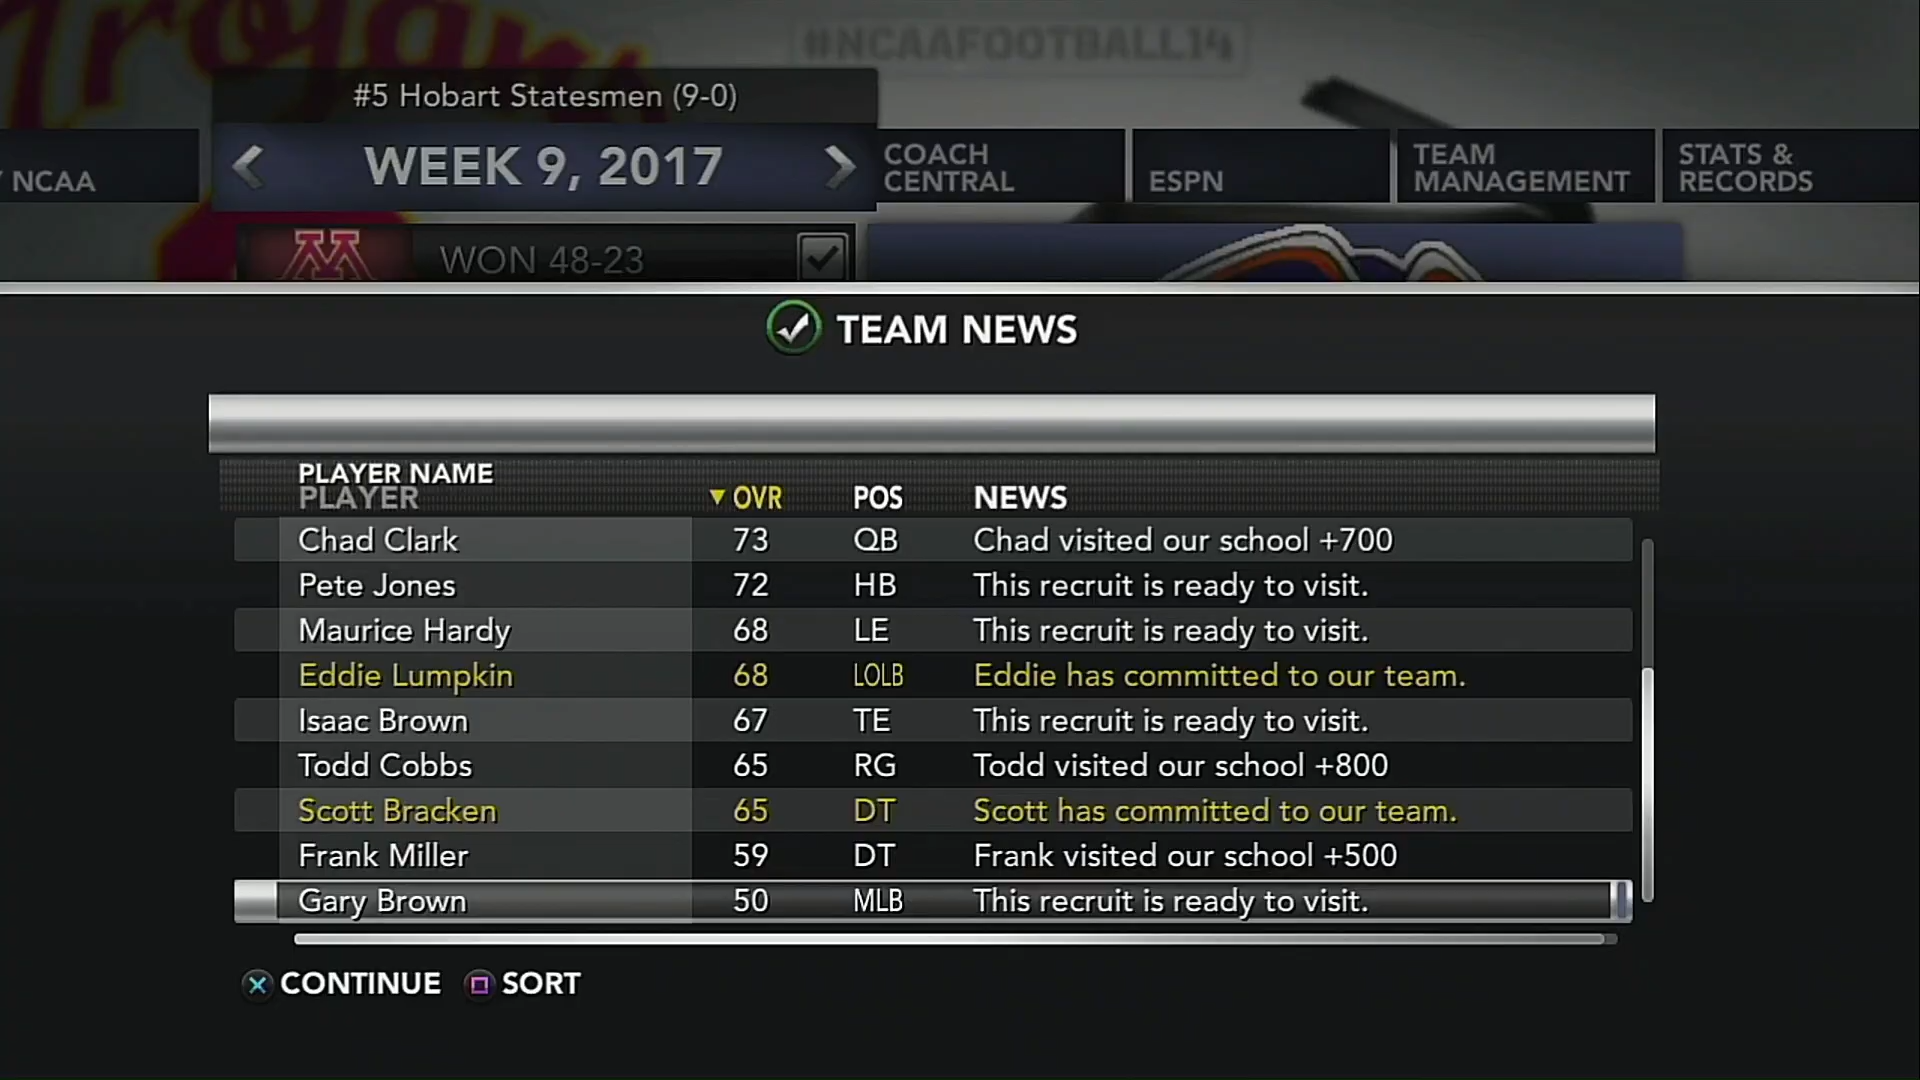 Trojans
#NCAAFOOTBALL14
#5 Hobart Statesmen (9-0)
NCAA
WEEK 9, 2017
COACH CENTRAL
ESPN
TEAM MANAGEMENT
STATS & RECORDS
M
WON 48-23
TEAM NEWS
PLAYER NAME
PLAYER OVR POS NEWS
Chad Clark 73 QB Chad visited our school +700
Pete Jones 72 HB This recruit is ready to visit.
Maurice Hardy 68 LE This recruit is ready to visit.
Eddie Lumpkin 68 LOLB Eddie has committed to our team.
Isaac Brown 67 TE This recruit is ready to visit.
Todd Cobbs 65 RG Todd visited our school +800
Scott Bracken 65 DT Scott has committed to our team.
Frank Miller 59 DT Frank visited our school +500
Gary Brown 50 MLB This recruit is ready to visit.
CONTINUE SORT